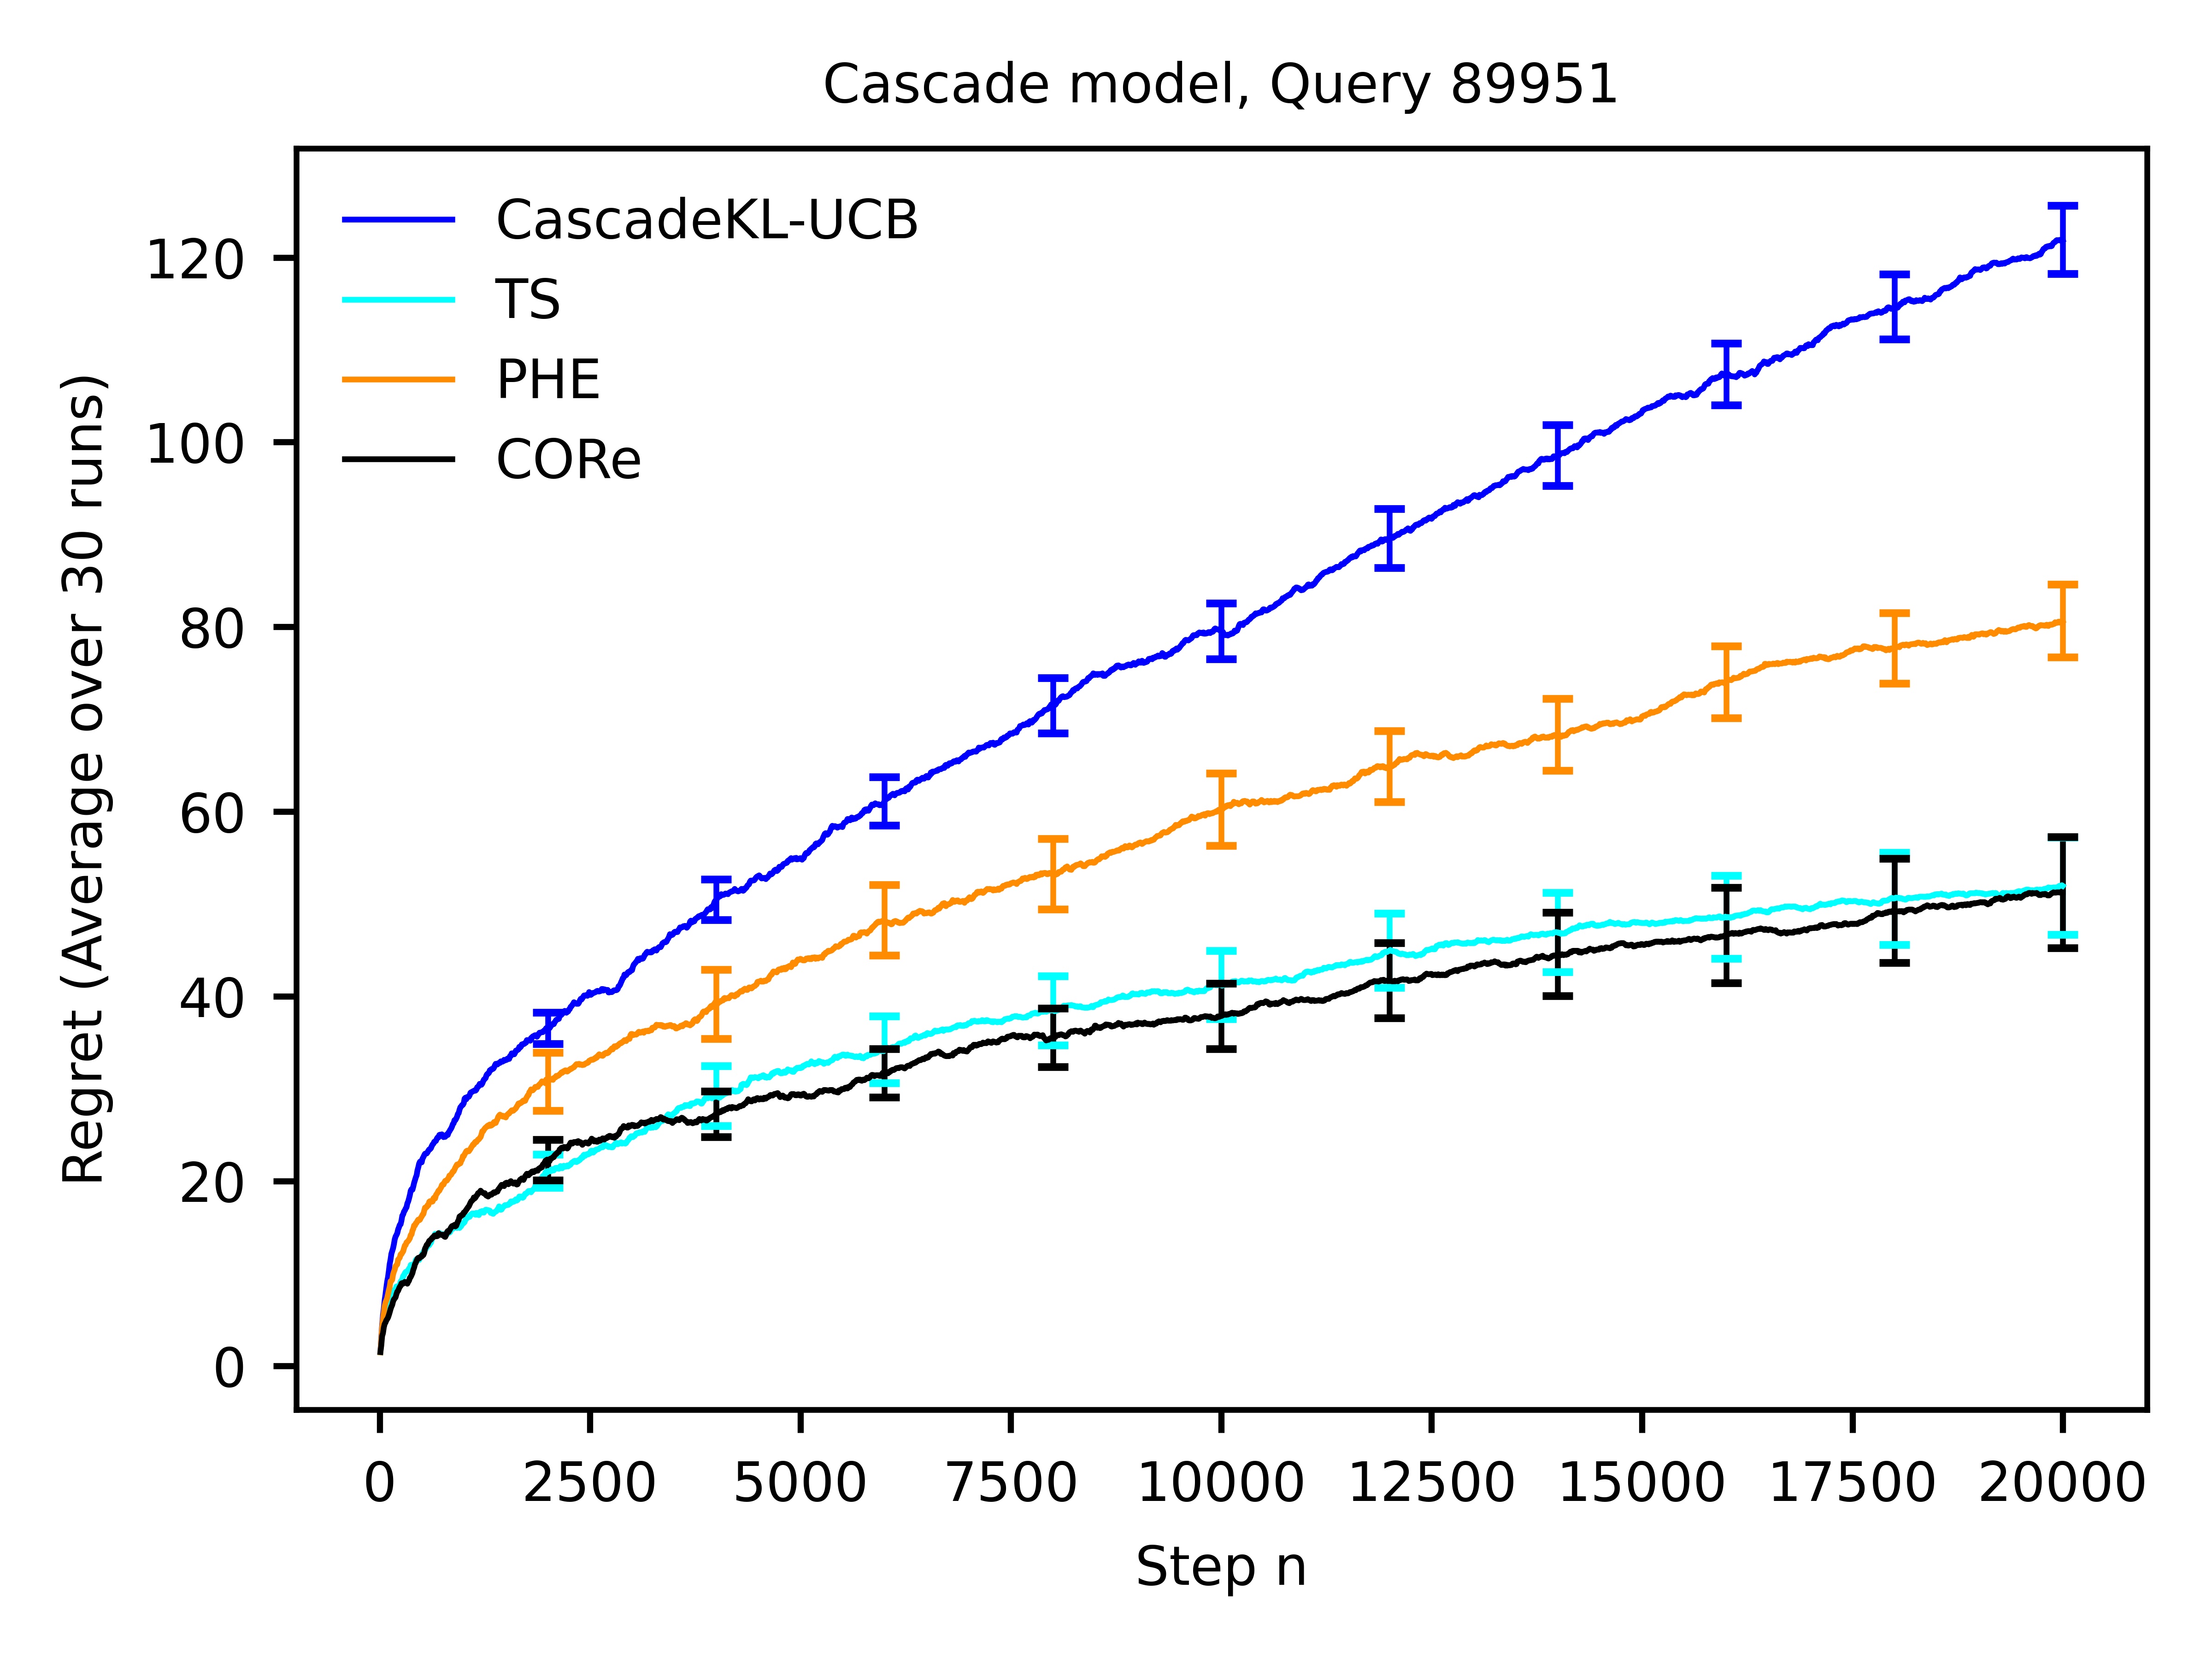 Cascade model, Query 89951
CascadeKL-UCB
TS
PHE
CORe
Regret (Average over 30 runs)
120
100
80
60
40
20
0
0 2500 5000 7500 10000 12500 15000 17500 20000
Step n